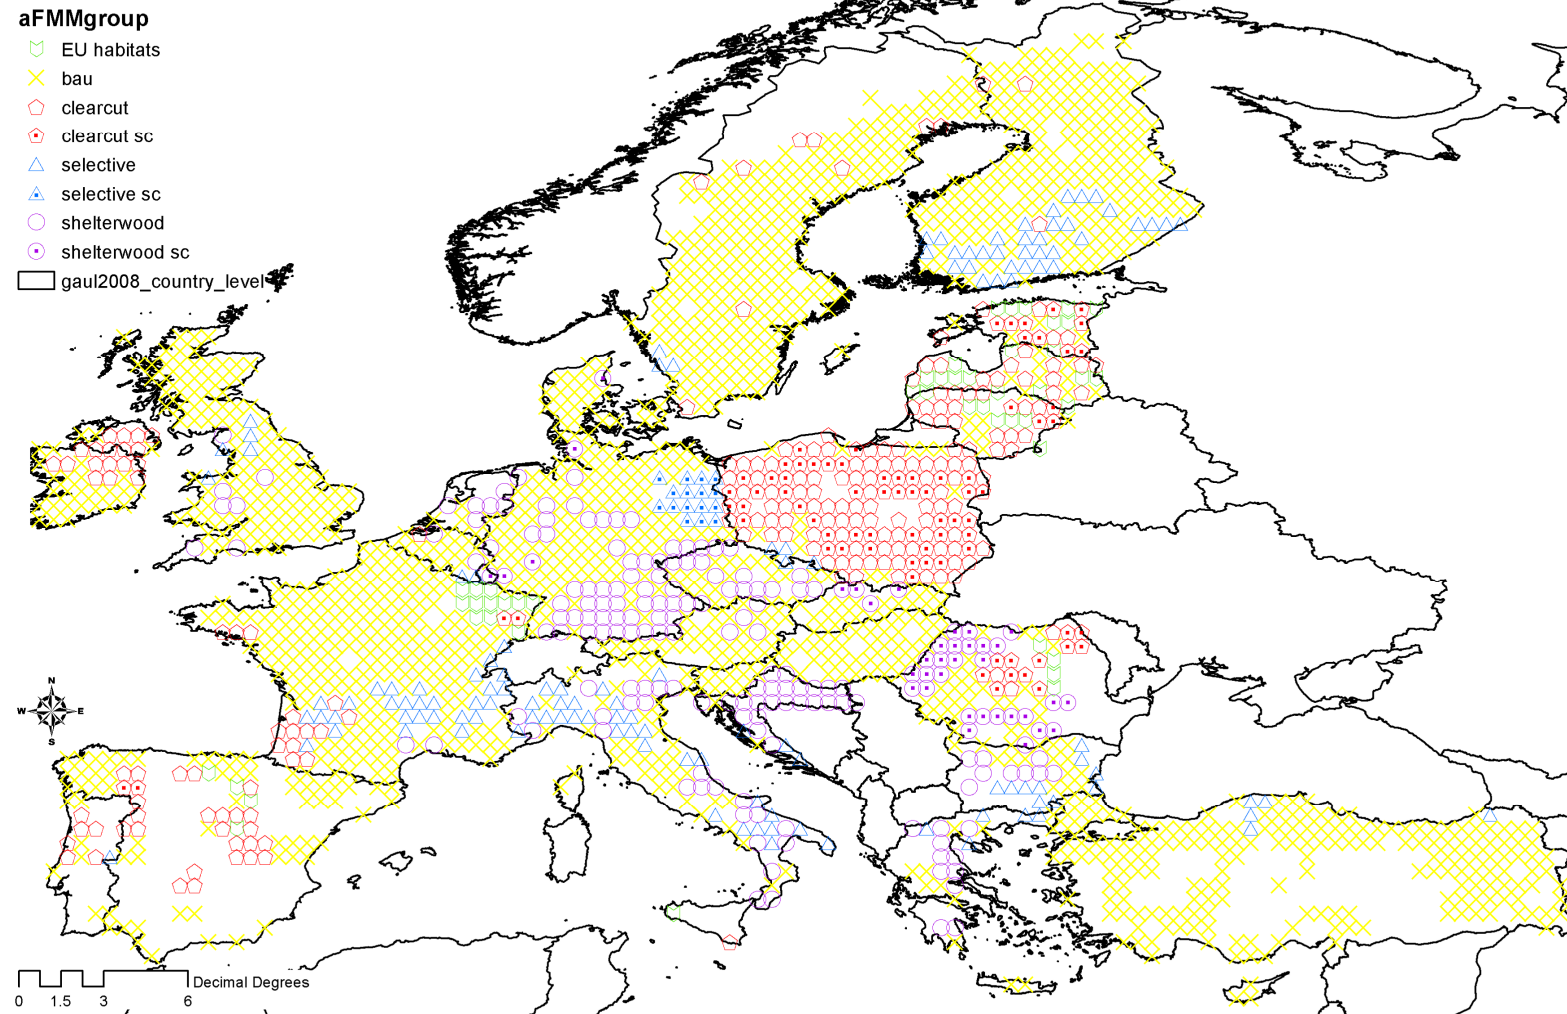 aFMMgroup
EU habitats
bau
clearcut
clearcut sc
selective
selective sc
shelterwood
shelterwood sc
gaul2008_country_level
N
W E
S
Decimal Degrees
0 1.5 3 6